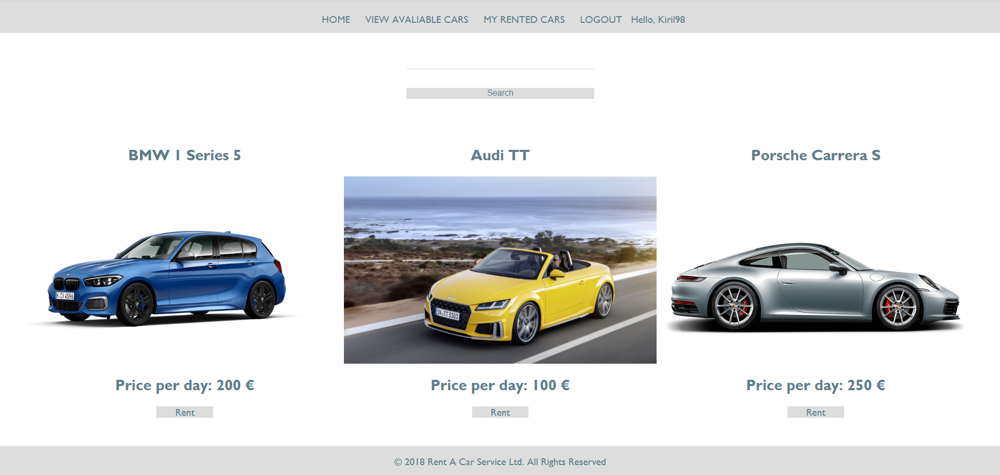 HOME VIEW AVALIABLE CARS MY RENTED CARS LOGOUT Hello, Kiril98
Search
BMW 1 Series 5
Audi TT
Porsche Carrera S
M CY 4596
IN TT 3101
Price per day: 200 €
Price per day: 100 €
Price per day: 250 €
Rent
Rent
Rent
© 2018 Rent A Car Service Ltd. All Rights Reserved